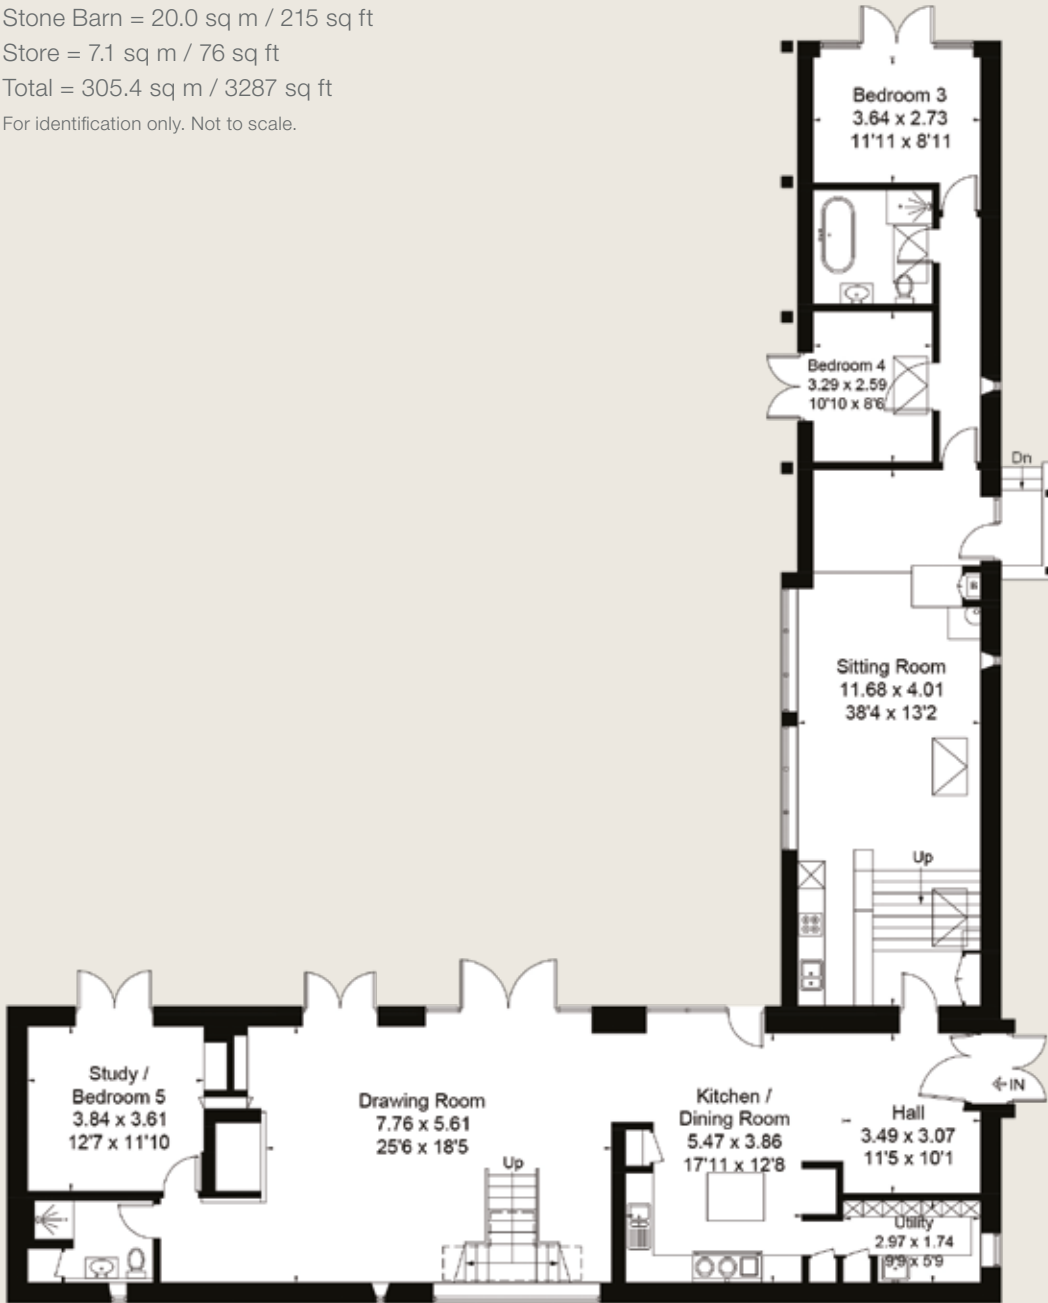 Stone Barn = 20.0 sq m / 215 sq ft
Store = 7.1 sq m / 76 sq ft
Total = 305.4 sq m / 3287 sq ft
For identification only. Not to scale.
Bedroom 3
3.64 x 2.73
11'11 x 8'11
Bedroom 4
3.29 x 2.59
10'10 x 8'6
Dn
Sitting Room
11.68 x 4.01
38'4 x 13'2
Up
Study /
Bedroom 5
3.84 x 3.61
12'7 x 11'10
Drawing Room
7.76 x 5.61
25'6 x 18'5
Up
Kitchen /
Dining Room
5.47 x 3.86
17'11 x 12'8
IN
Hall
3.49 x 3.07
11'5 x 10'1
Utility
2.97 x 1.74
9'9 x 5'9